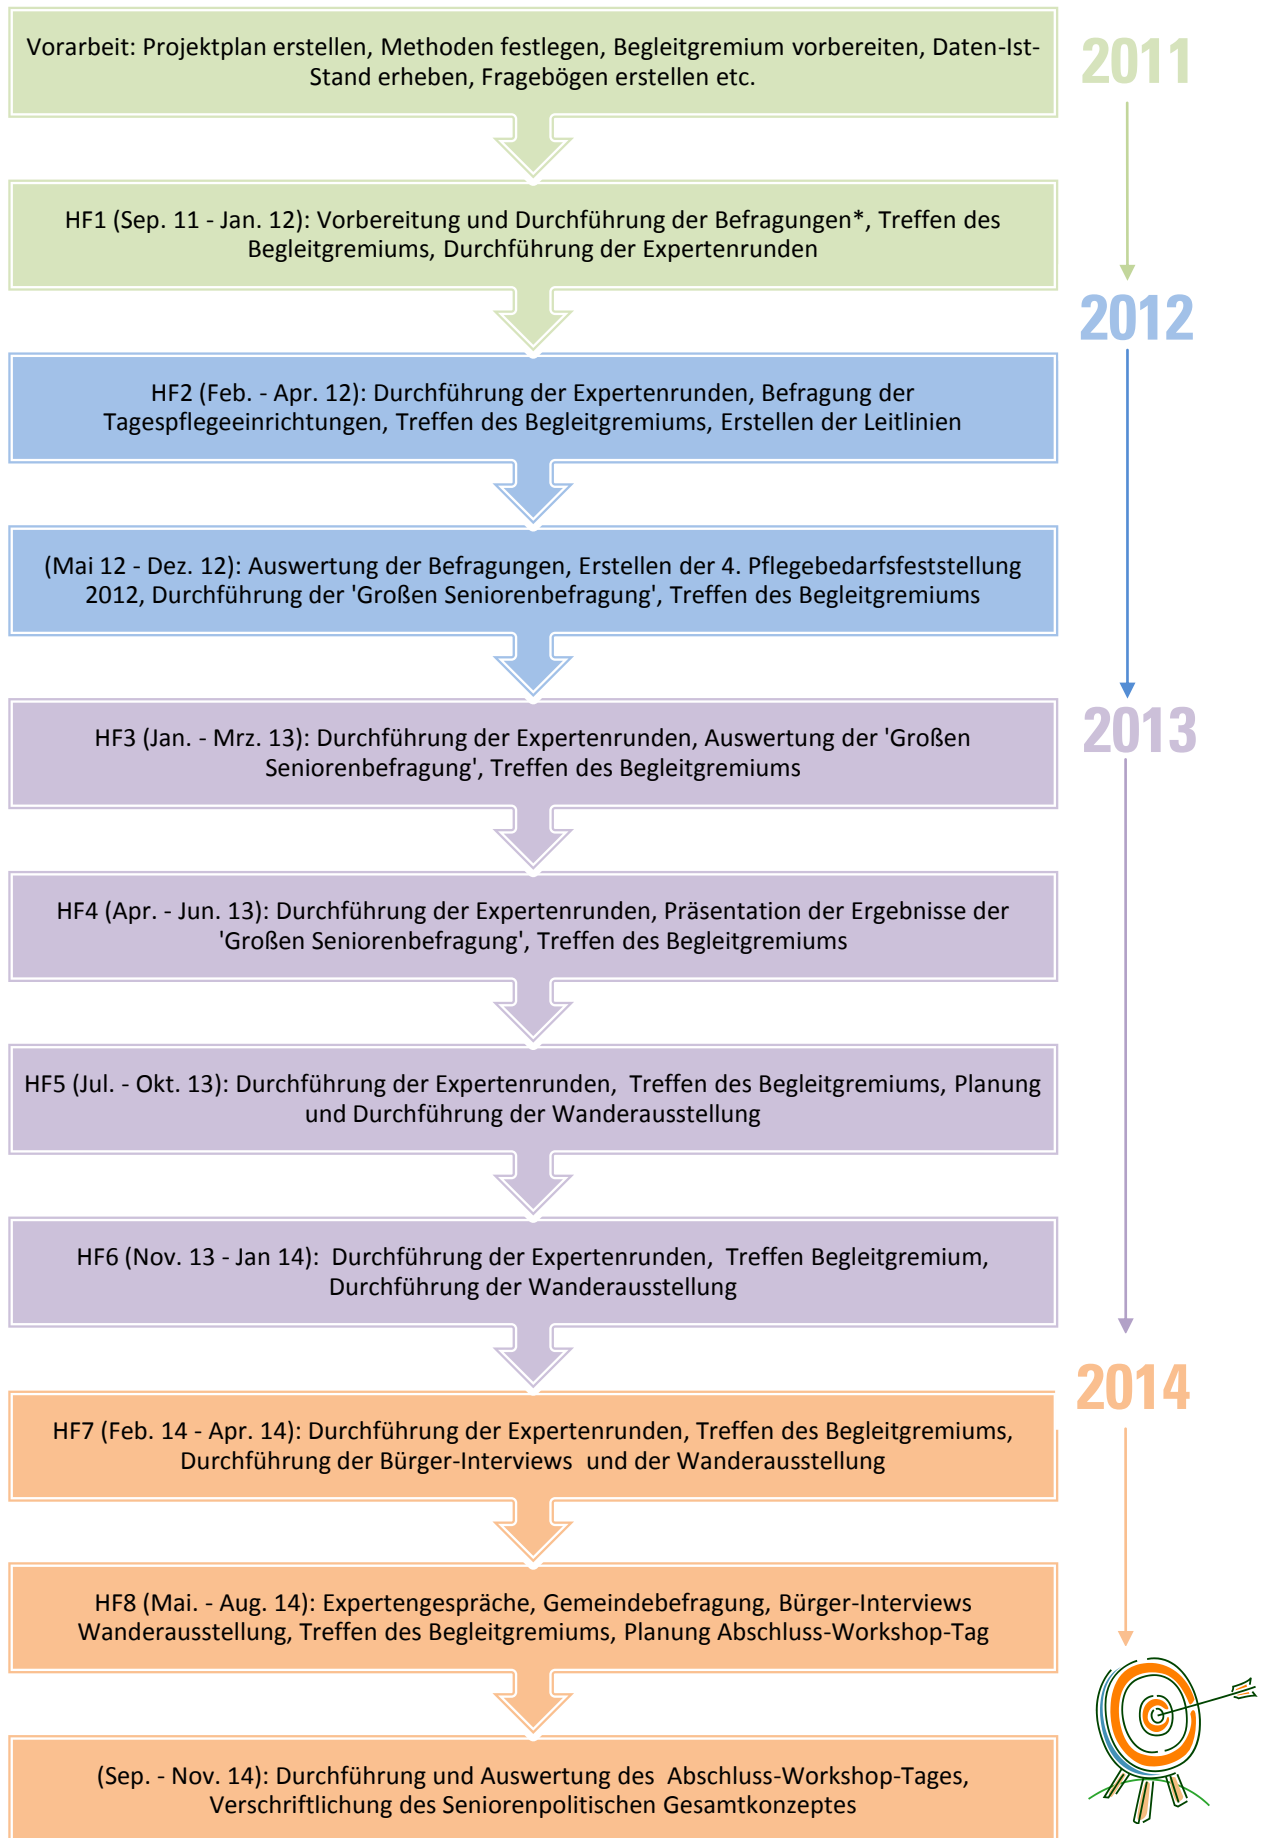 Vorarbeit: Projektplan erstellen, Methoden festlegen, Begleitgremium vorbereiten, Daten-Ist-
Stand erheben, Fragebögen erstellen etc.
2011
HF1 (Sep. 11 - Jan. 12): Vorbereitung und Durchführung der Befragungen*, Treffen des
Begleitgremiums, Durchführung der Expertenrunden
2012
HF2 (Feb. - Apr. 12): Durchführung der Expertenrunden, Befragung der
Tagespflegeeinrichtungen, Treffen des Begleitgremiums, Erstellen der Leitlinien
(Mai 12 - Dez. 12): Auswertung der Befragungen, Erstellen der 4. Pflegebedarfsfeststellung
2012, Durchführung der 'Großen Seniorenbefragung', Treffen des Begleitgremiums
2013
HF3 (Jan. - Mrz. 13): Durchführung der Expertenrunden, Auswertung der 'Großen
Seniorenbefragung', Treffen des Begleitgremiums
HF4 (Apr. - Jun. 13): Durchführung der Expertenrunden, Präsentation der Ergebnisse der
'Großen Seniorenbefragung', Treffen des Begleitgremiums
HF5 (Jul. - Okt. 13): Durchführung der Expertenrunden, Treffen des Begleitgremiums, Planung
und Durchführung der Wanderausstellung
HF6 (Nov. 13 - Jan 14): Durchführung der Expertenrunden, Treffen Begleitgremium,
Durchführung der Wanderausstellung
2014
HF7 (Feb. 14 - Apr. 14): Durchführung der Expertenrunden, Treffen des Begleitgremiums,
Durchführung der Bürger-Interviews und der Wanderausstellung
HF8 (Mai. - Aug. 14): Expertengespräche, Gemeindebefragung, Bürger-Interviews
Wanderausstellung, Treffen des Begleitgremiums, Planung Abschluss-Workshop-Tag
(Sep. - Nov. 14): Durchführung und Auswertung des Abschluss-Workshop-Tages,
Verschriftlichung des Seniorenpolitischen Gesamtkonzeptes